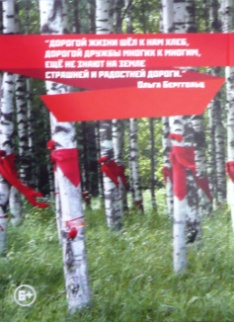 "ДОРОГОЙ ЖИЗНИ ШЁЛ К НАМ ХЛЕБ,
ДОРОГОЙ ДРУЖБЫ МНОГИХ К МНОГИМ,
ЕЩЁ НЕ ЗНАЮТ НА ЗЕМЛЕ
СТРАШНЕЙ И РАДОСТНЕЙ ДОРОГИ."
Ольга Берггольц
6+